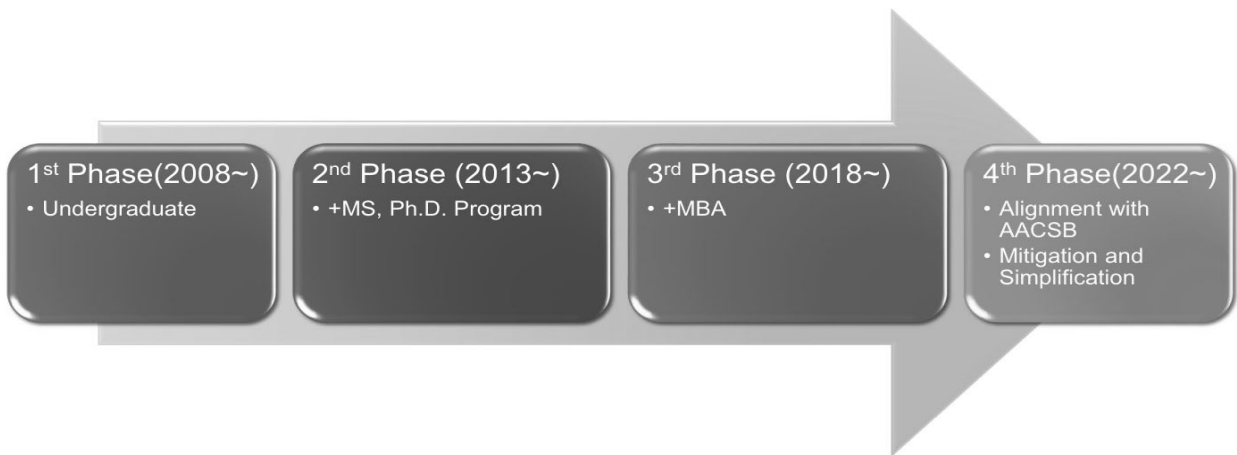 1st Phase(2008~)
• Undergraduate
2nd Phase (2013~)
• +MS, Ph.D. Program
3rd Phase (2018~)
• +MBA
4th Phase(2022~)
• Alignment with
AACSB
• Mitigation and
Simplification